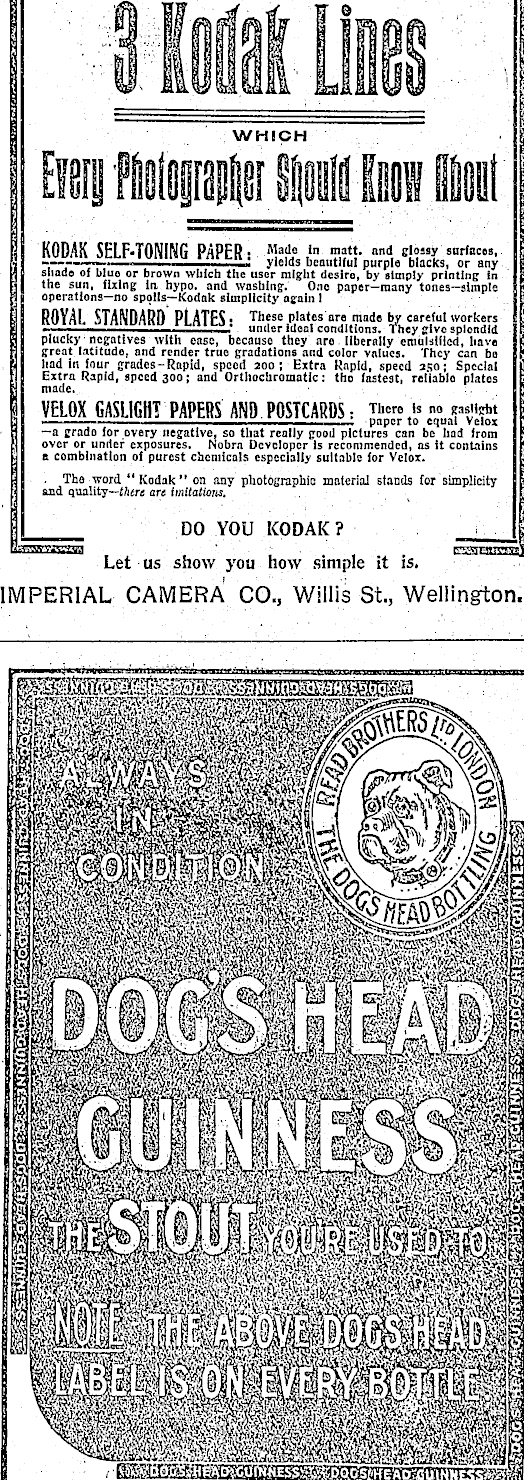 3 Kodak Lines
WHICH
Every Photographer Should Know About
KODAK SELF-TONING PAPER: Made in matt. and glossy surfaces,
yields beautiful purple blacks, or any
shade of blue or brown which the user might desire, by simply printing in
the sun, fixing in hypo. and washing. One paper—many tones—simple
operations—no spoils—Kodak simplicity again!
ROYAL STANDARD PLATES: These plates are made by careful workers
under ideal conditions. They give splendid
plucky negatives with ease, because they are liberally emulsified, have
great latitude, and render true gradations and color values. They can be
had in four grades—Rapid, speed 200; Extra Rapid, speed 250; Special
Extra Rapid, speed 300; and Orthochromatic: the fastest, reliable plates
made.
VELOX GASLIGHT PAPERS AND POSTCARDS: There is no gaslight
paper to equal Velox
—a grade for every negative, so that really good pictures can be had from
over or under exposures. Nobra Developer is recommended, as it contains
a combination of purest chemicals especially suitable for Velox.
The word "Kodak" on any photographic material stands for simplicity
and quality—there are imitations.
DO YOU KODAK?
Let us show you how simple it is.
IMPERIAL CAMERA CO., Willis St., Wellington.
READ BROTHERS LTD LONDON
THE DOGS HEAD BOTTLING
ALWAYS
IN
CONDITION
DOG'S HEAD
GUINNESS
THE STOUT YOU'RE USED TO
NOTE THE ABOVE DOGS HEAD
LABEL IS ON EVERY BOTTLE
DOGS HEAD GUINNESS DOGS HEAD GUINNESS